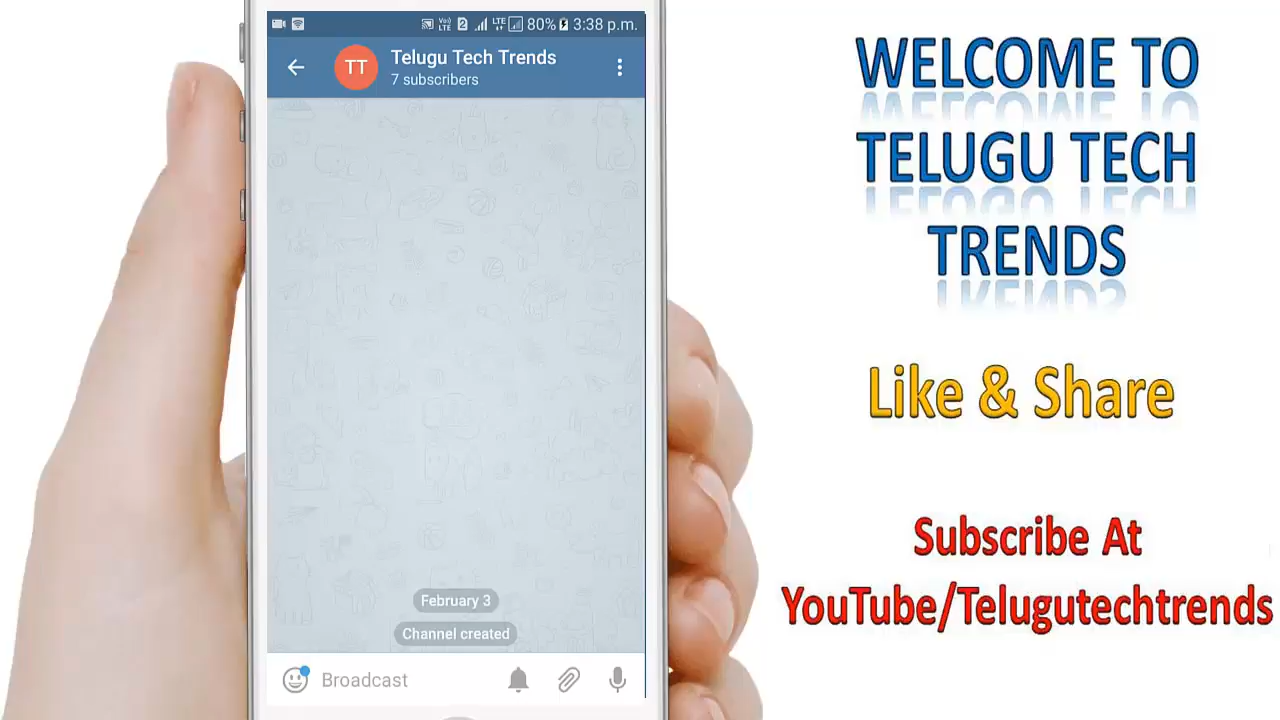 80% 3:38 p.m.
TT
Telugu Tech Trends
7 subscribers
February 3
Channel created
Broadcast
WELCOME TO
TELUGU TECH
TRENDS
Like & Share
Subscribe At
YouTube/Telugutechtrends